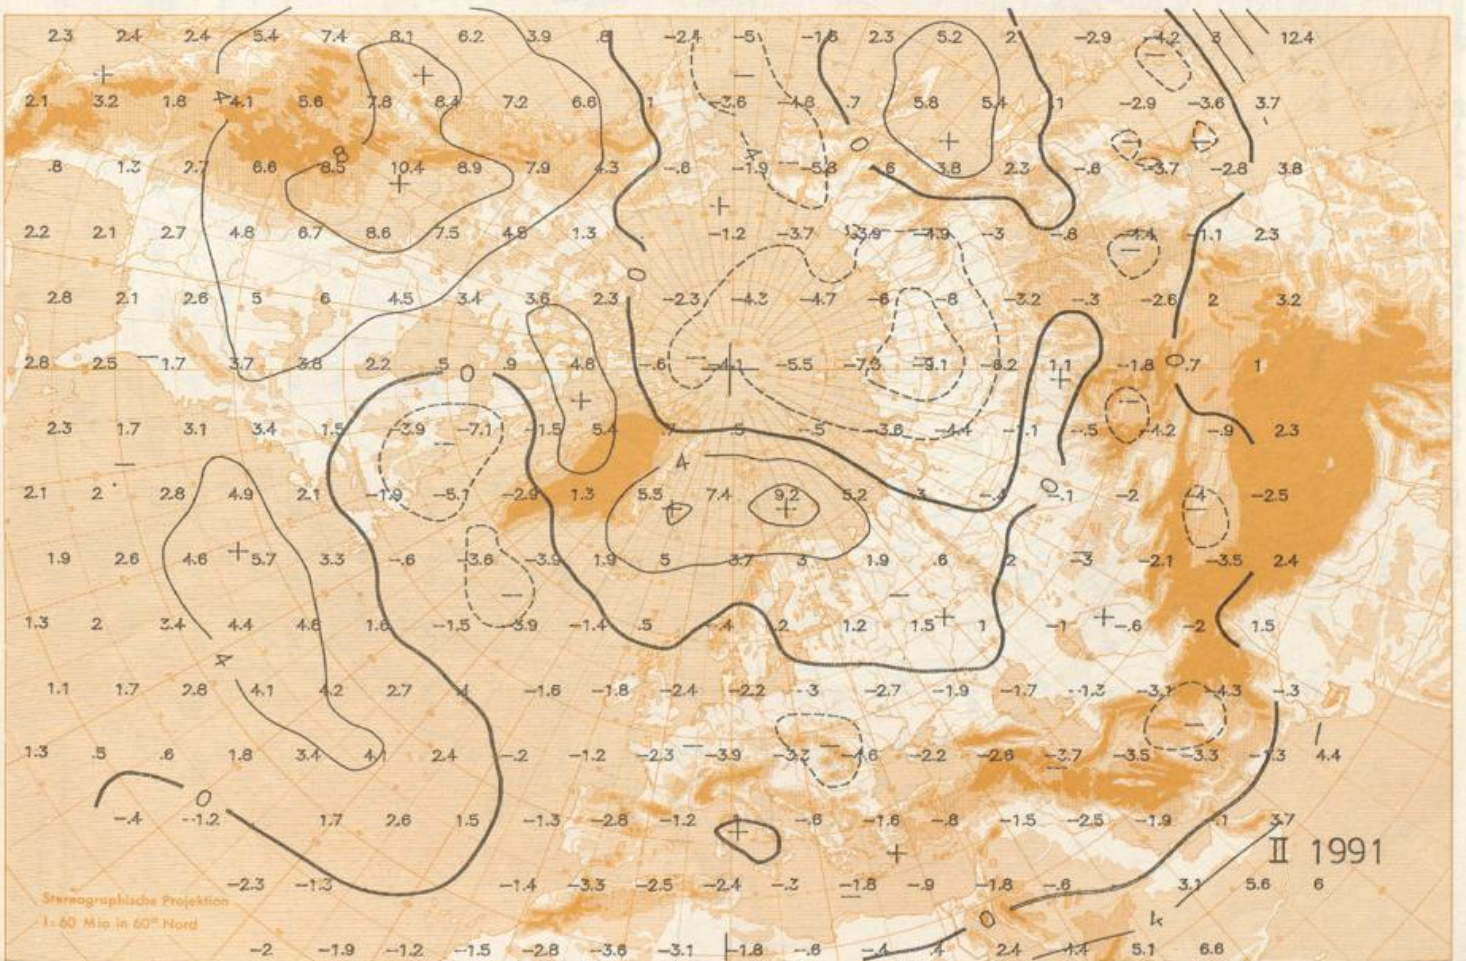 2.3 2.4 2.4 5.4 7.4 8.1 6.2 3.9 .8 -2.4 -5 -1.6 2.3 5.2 2 -2.9 -4.2 3 12.4
2.1 3.2 1.8 4.1 5.6 7.8 8.4 7.2 6.6 1 -3.6 -4.8 .7 5.8 5.4 .1 -2.9 -3.6 3.7
4
0
.8 1.3 2.7 6.6 8.5 10.4 8.9 7.9 4.3 -.6 -1.9 -5.8 .6 3.8 2.3 -.6 -3.7 -2.8 3.8
8
4
2.2 2.1 2.7 4.8 6.7 8.6 7.5 4.5 1.3 -1.2 -3.7 -3.9 -4.9 -3 -.8 -4.4 -1.1 2.3
0
2.8 2.1 2.6 5 6 4.5 3.4 3.6 2.3 -2.3 -4.3 -4.7 -6 -8 -3.2 -.3 -2.6 2 3.2
2.8 2.5 1.7 3.7 3.8 2.2 .5 .9 4.8 -.6 -4.1 -5.5 -7.3 -9.1 -6.2 1.1 -1.8 .7 1
0
0
2.3 1.7 3.1 3.4 1.5 -3.9 -7.1 -1.5 5.4 .7 .5 -.5 -3.6 -4.4 -1.1 -.5 -4.2 -.9 2.3
4
2.1 2 2.8 4.9 2.1 -1.9 -5.1 -2.9 1.3 5.5 7.4 9.2 5.2 .3 -.4 -.1 -2 -4 -2.5
0
1.9 2.6 4.6 5.7 3.3 -.6 -3.6 -3.9 1.9 5 3.7 3 1.9 .6 2 -3 -2.1 -3.5 2.4
1.3 2 3.4 4.4 4.8 1.6 -1.5 -3.9 -1.4 .5 -.4 .2 1.2 1.5 1 -1 -.6 -2 1.5
4
1.1 1.7 2.8 4.1 4.2 2.7 .4 -1.6 -1.8 -2.4 -2.2 -3 -2.7 -1.9 -1.7 -1.3 -3.1 -4.3 -.3
1.3 .5 .6 1.8 3.4 4.1 2.4 -.2 -1.2 -2.3 -3.9 -3.2 -4.6 -2.2 -2.6 -3.7 -3.5 -3.3 -1.3 4.4
0
-.4 -1.2 1.7 2.6 1.5 -1.3 -2.8 -1.2 -.6 -1.6 -.8 -1.5 -2.5 -1.9 -.1 3.7
II 1991
-2.3 -1.3 -1.4 -3.3 -2.5 -2.4 -.3 -1.8 -.9 -1.8 -.6 3.1 5.6 6
Stereographische Projektion
1:60 Mio in 60° Nord
0
4
-2 -1.9 -1.2 -1.5 -2.8 -3.6 -3.1 -1.8 -.6 -.4 .4 2.4 4.4 5.1 6.6